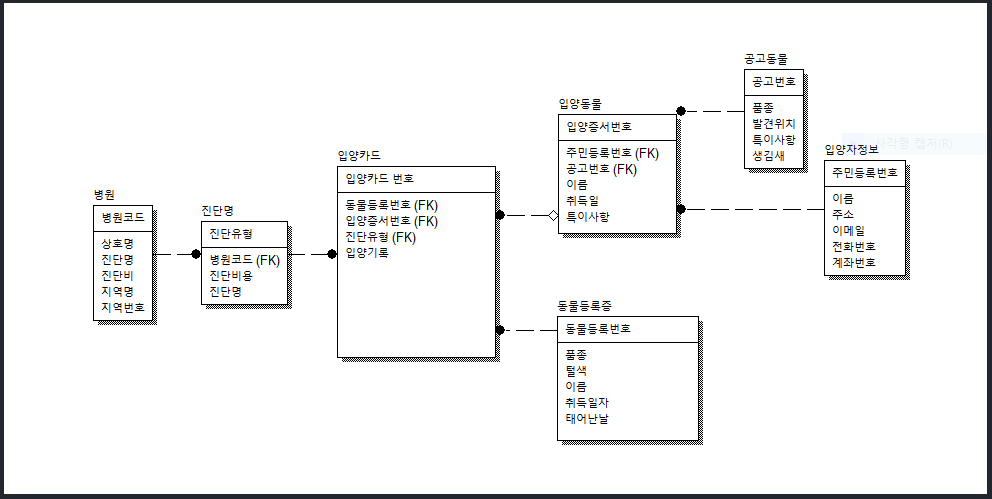 병원
병원코드
상호명
진단명
진단비
지역명
지역번호
진단명
진단유형
병원코드 (FK)
진단비용
진단명
입양카드
입양카드 번호
동물등록번호 (FK)
입양증서번호 (FK)
진단유형 (FK)
입양기록
입양동물
입양증서번호
주민등록번호 (FK)
공고번호 (FK)
이름
취득일
특이사항
동물등록증
동물등록번호
품종
털색
이름
취득일자
태어난날
공고동물
공고번호
품종
발견위치
특이사항
생김새
사각형 캡처(R)
입양자정보
주민등록번호
이름
주소
이메일
전화번호
계좌번호